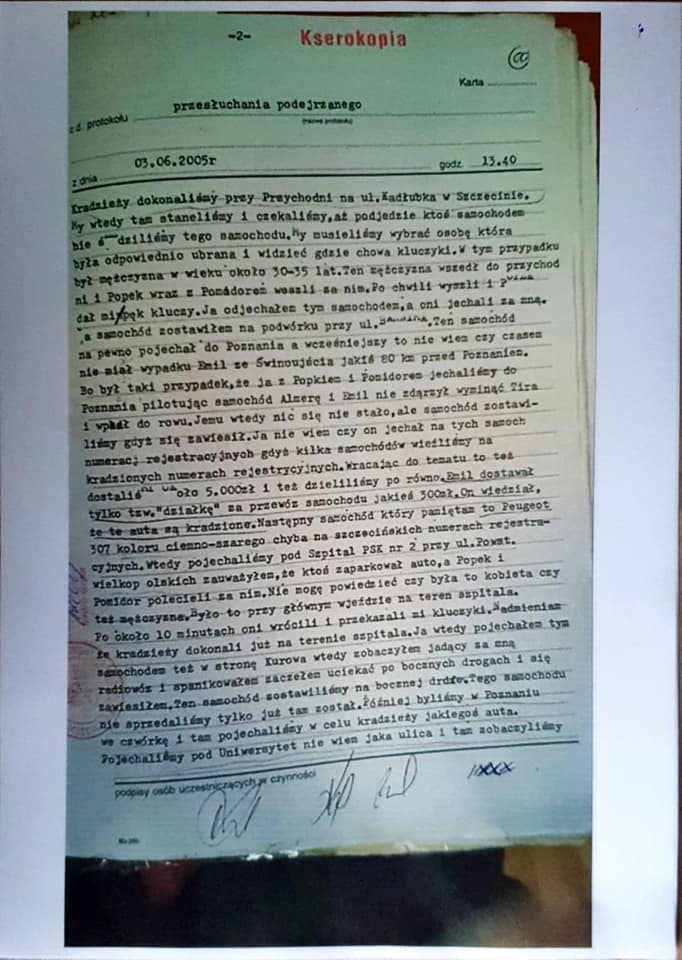 -2-
Kserokopia
Karta
z d. protokołu przesłuchania podejrzanego
(nazwa protokołu)
z dnia 03.06.2005r godz. 13.40
Kradzieży dokonaliśmy przy Przychodni na ul.Kadłubka w Szczecinie.
My wtedy tam staneliśmy i czekaliśmy,aż podjedzie ktoś samochodem
nie tego samochodu.My musieliśmy wybrać osobę która
była odpowiednio ubrana i widzieć gdzie chowa kluczyki.W tym przypadku
był mężczyzna w wieku około 30-35 lat.Ten mężczyzna wszedł do przychod
ni i Popek wraz z Pomidorem weszli za nim.Po chwili wyszli i
dał mi pęk kluczy.Ja odjechałem tym samochodem,a oni jechali za mną.
a samochód zostawiłem na podwórku przy ul. .Ten samochód
na pewno pojechał do Poznania a wcześniejszy to nie wiem czy czasem
nie miał wypadku Emil ze Świnoujścia jakiś 80 km przed Poznaniem.
Bo był taki przypadek,że ja z Popkiem i Pomidorem jechaliśmy do
Poznania pilotując samochód Almerę i Emil nie zdążył wyminąć Tira
i wpadł do rowu.Jemu wtedy nic się nie stało,ale samochód zostawi-
liśmy gdyż się zawiesił.Ja nie wiem czy on jechał na tych samoch
numeracj rejestracyjnych gdyż kilka samochódów wieźliśmy na
kradzionych numerach rejestrycyjnych.Wracając do tematu to też
około 5.000zł i też dzieliliśmy po równo.Emil dostawał
tylko tzw."działkę" za przewóz samochodu jakieś 300zł.On wiedział,
że te auta są kradzione.Następny samochód który pamiętam to Peugeot
307 koloru ciemno-szarego chyba na szczecińskich numerach rejestra-
cyjnych.Wtedy pojechaliśmy pod Szpital PSK nr 2 przy ul.Powst.
wielkop olskich zauważyłem,że ktoś zaparkował auto,a Popek i
Pomidor polecieli za nim.Nie mogę powiedzieć czy była to kobieta czy
też mężczyzna.Było to przy głównym wjeździe na teren szpitala.
Po około 10 minutach oni wrócili i przekazali mi kluczyki.Nadmieniam
że kradzieży dokonali już na terenie szpitala.Ja wtedy pojechałem tym
samochodem też w stronę Kurowa wtedy zobaczyłem jadący za mną
radiowóz i spanikowałem zaczełem uciekać po bocznych drogach i się
zawiesiłem.Ten samochód zostawiliśmy na bocznej .Tego samochodu
nie sprzedaliśmy tylko już tam został.Później byliśmy w Poznaniu
we czwórkę i tam pojechaliśmy w celu kradzieży jakiegoś auta.
Pojechaliśmy pod Uniwersytet nie wiem jaka ulica i tam zobaczyliśmy
podpisy osób uczestniczących w czynności